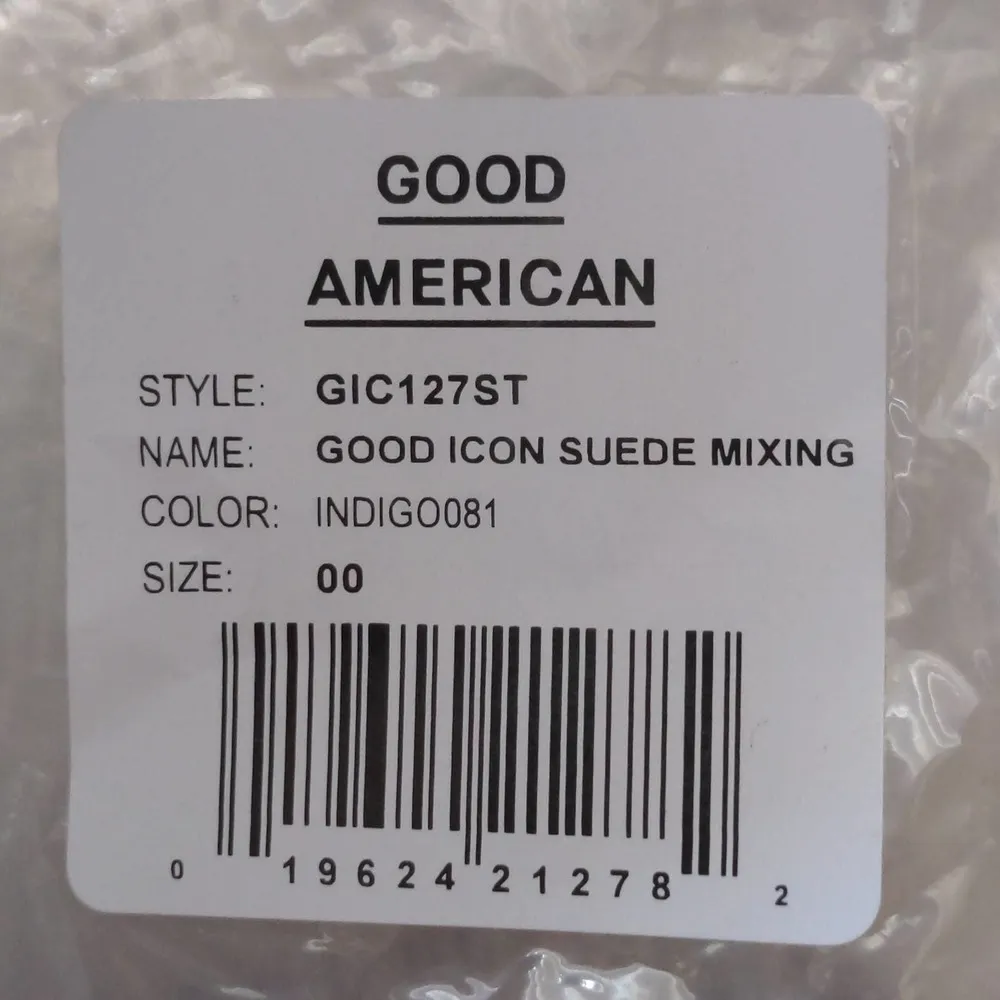 GOOD
AMERICAN
STYLE: GIC127ST
NAME: GOOD ICON SUEDE MIXING
COLOR: INDIGO081
SIZE: 00
0 19624 21278 2